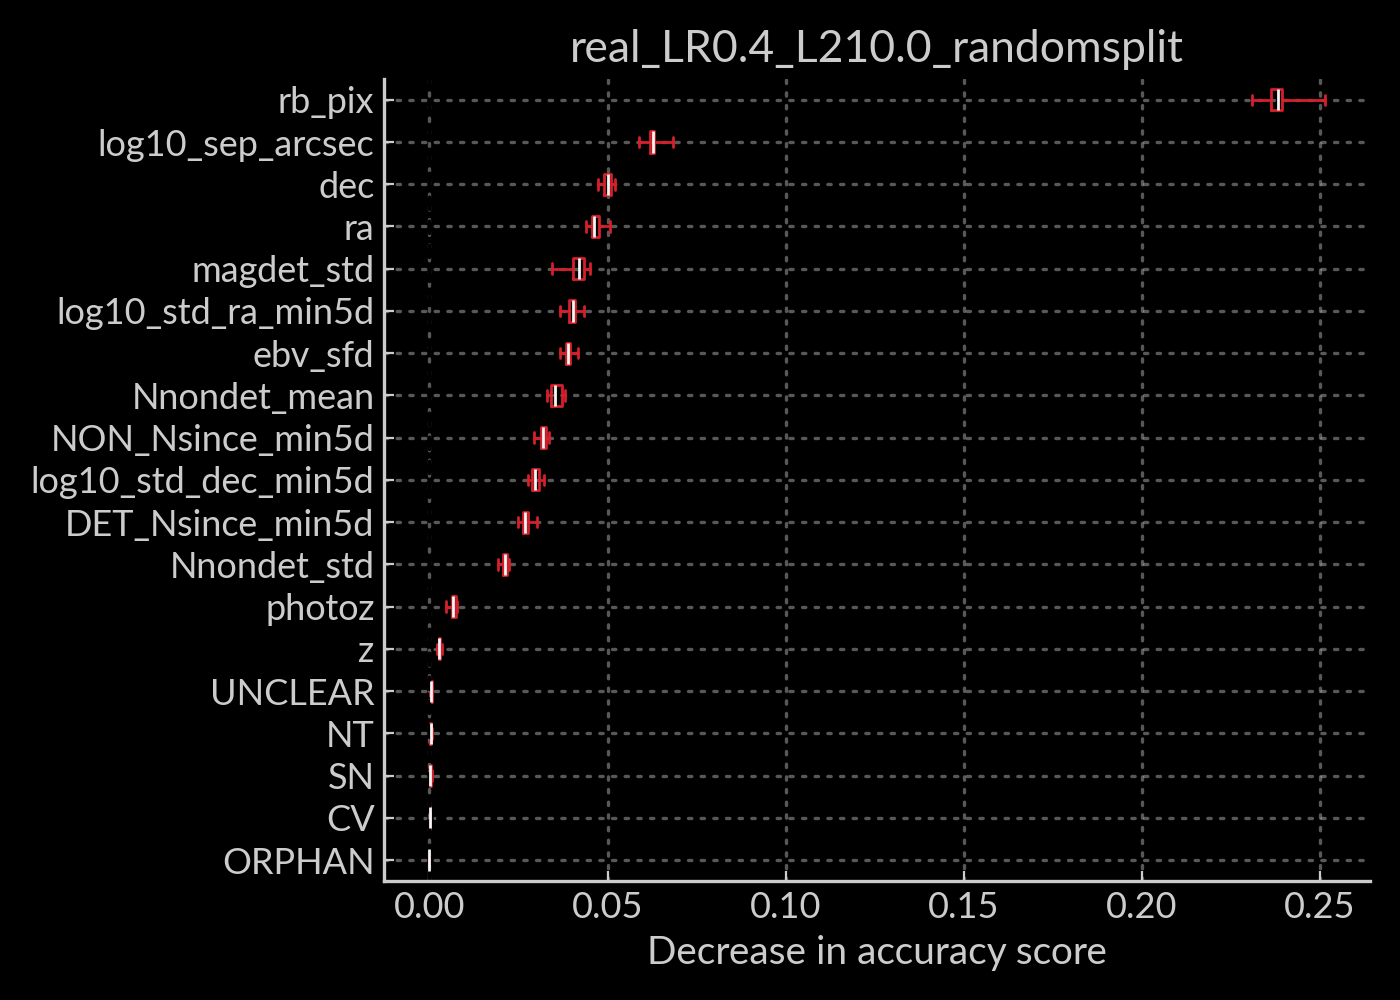 real_LR0.4_L210.0_randomsplit
rb_pix
log10_sep_arcsec
dec
ra
magdet_std
log10_std_ra_min5d
ebv_sfd
Nnondet_mean
NON_Nsince_min5d
log10_std_dec_min5d
DET_Nsince_min5d
Nnondet_std
photoz
z
UNCLEAR
NT
SN
CV
ORPHAN
0.00 0.05 0.10 0.15 0.20 0.25
Decrease in accuracy score